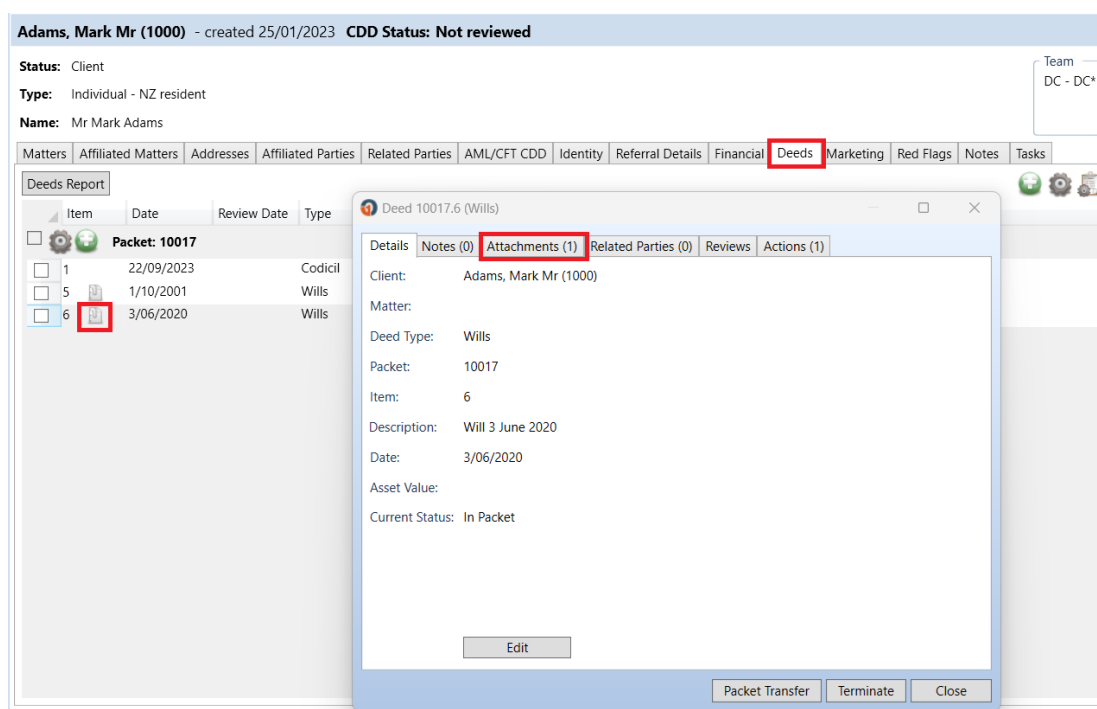 Adams, Mark Mr (1000) - created 25/01/2023 CDD Status: Not reviewed
Status: Client
Team
DC - DC*
Type: Individual - NZ resident
Name: Mr Mark Adams
Matters Affiliated Matters Addresses Affiliated Parties Related Parties AML/CFT CDD Identity Referral Details Financial Deeds Marketing Red Flags Notes Tasks
Deeds Report
Item Date Review Date Type
Packet: 10017
1 22/09/2023 Codicil
5 1/10/2001 Wills
6 3/06/2020 Wills
Deed 10017.6 (Wills)
Details Notes (0) Attachments (1) Related Parties (0) Reviews Actions (1)
Client: Adams, Mark Mr (1000)
Matter:
Deed Type: Wills
Packet: 10017
Item: 6
Description: Will 3 June 2020
Date: 3/06/2020
Asset Value:
Current Status: In Packet
Edit
Packet Transfer Terminate Close